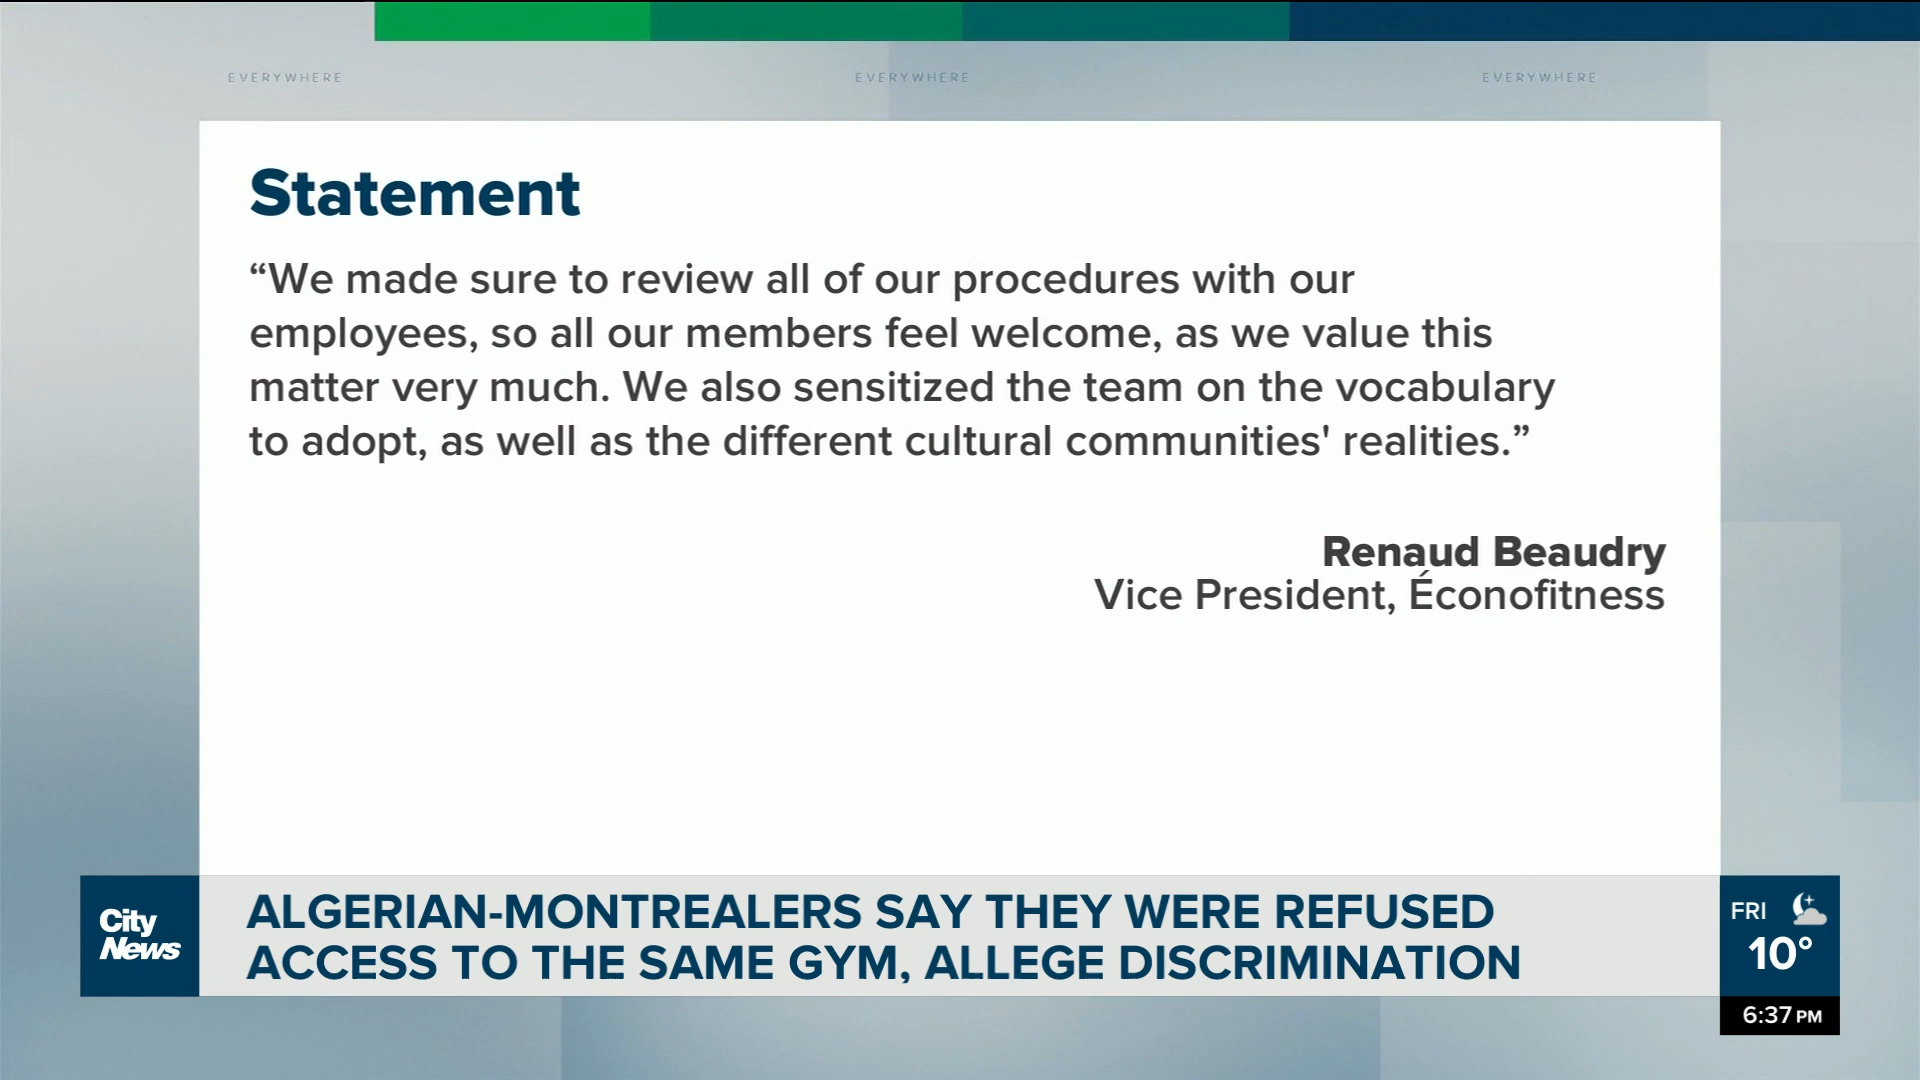 EVERYWHERE EVERYWHERE EVERYWHERE
Statement
“We made sure to review all of our procedures with our
employees, so all our members feel welcome, as we value this
matter very much. We also sensitized the team on the vocabulary
to adopt, as well as the different cultural communities' realities.”
Renaud Beaudry
Vice President, Éconofitness
City
News
ALGERIAN-MONTREALERS SAY THEY WERE REFUSED
ACCESS TO THE SAME GYM, ALLEGE DISCRIMINATION
FRI
10°
6:37 PM